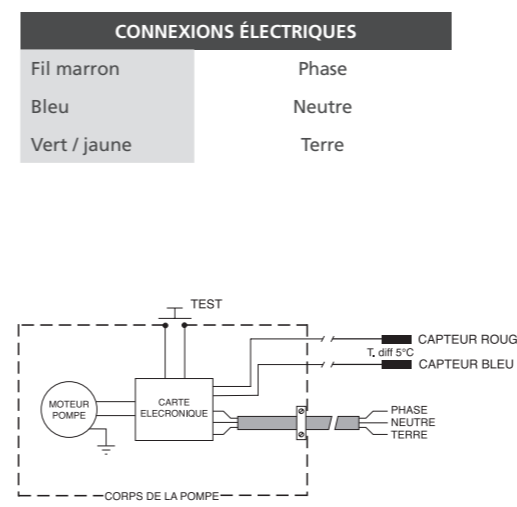 CONNEXIONS ÉLECTRIQUES
Fil marron Phase
Bleu Neutre
Vert / jaune Terre
TEST
CAPTEUR ROUG
T. diff 5°C
CAPTEUR BLEU
MOTEUR
POMPE
CARTE
ELECRONIQUE
PHASE
NEUTRE
TERRE
CORPS DE LA POMPE